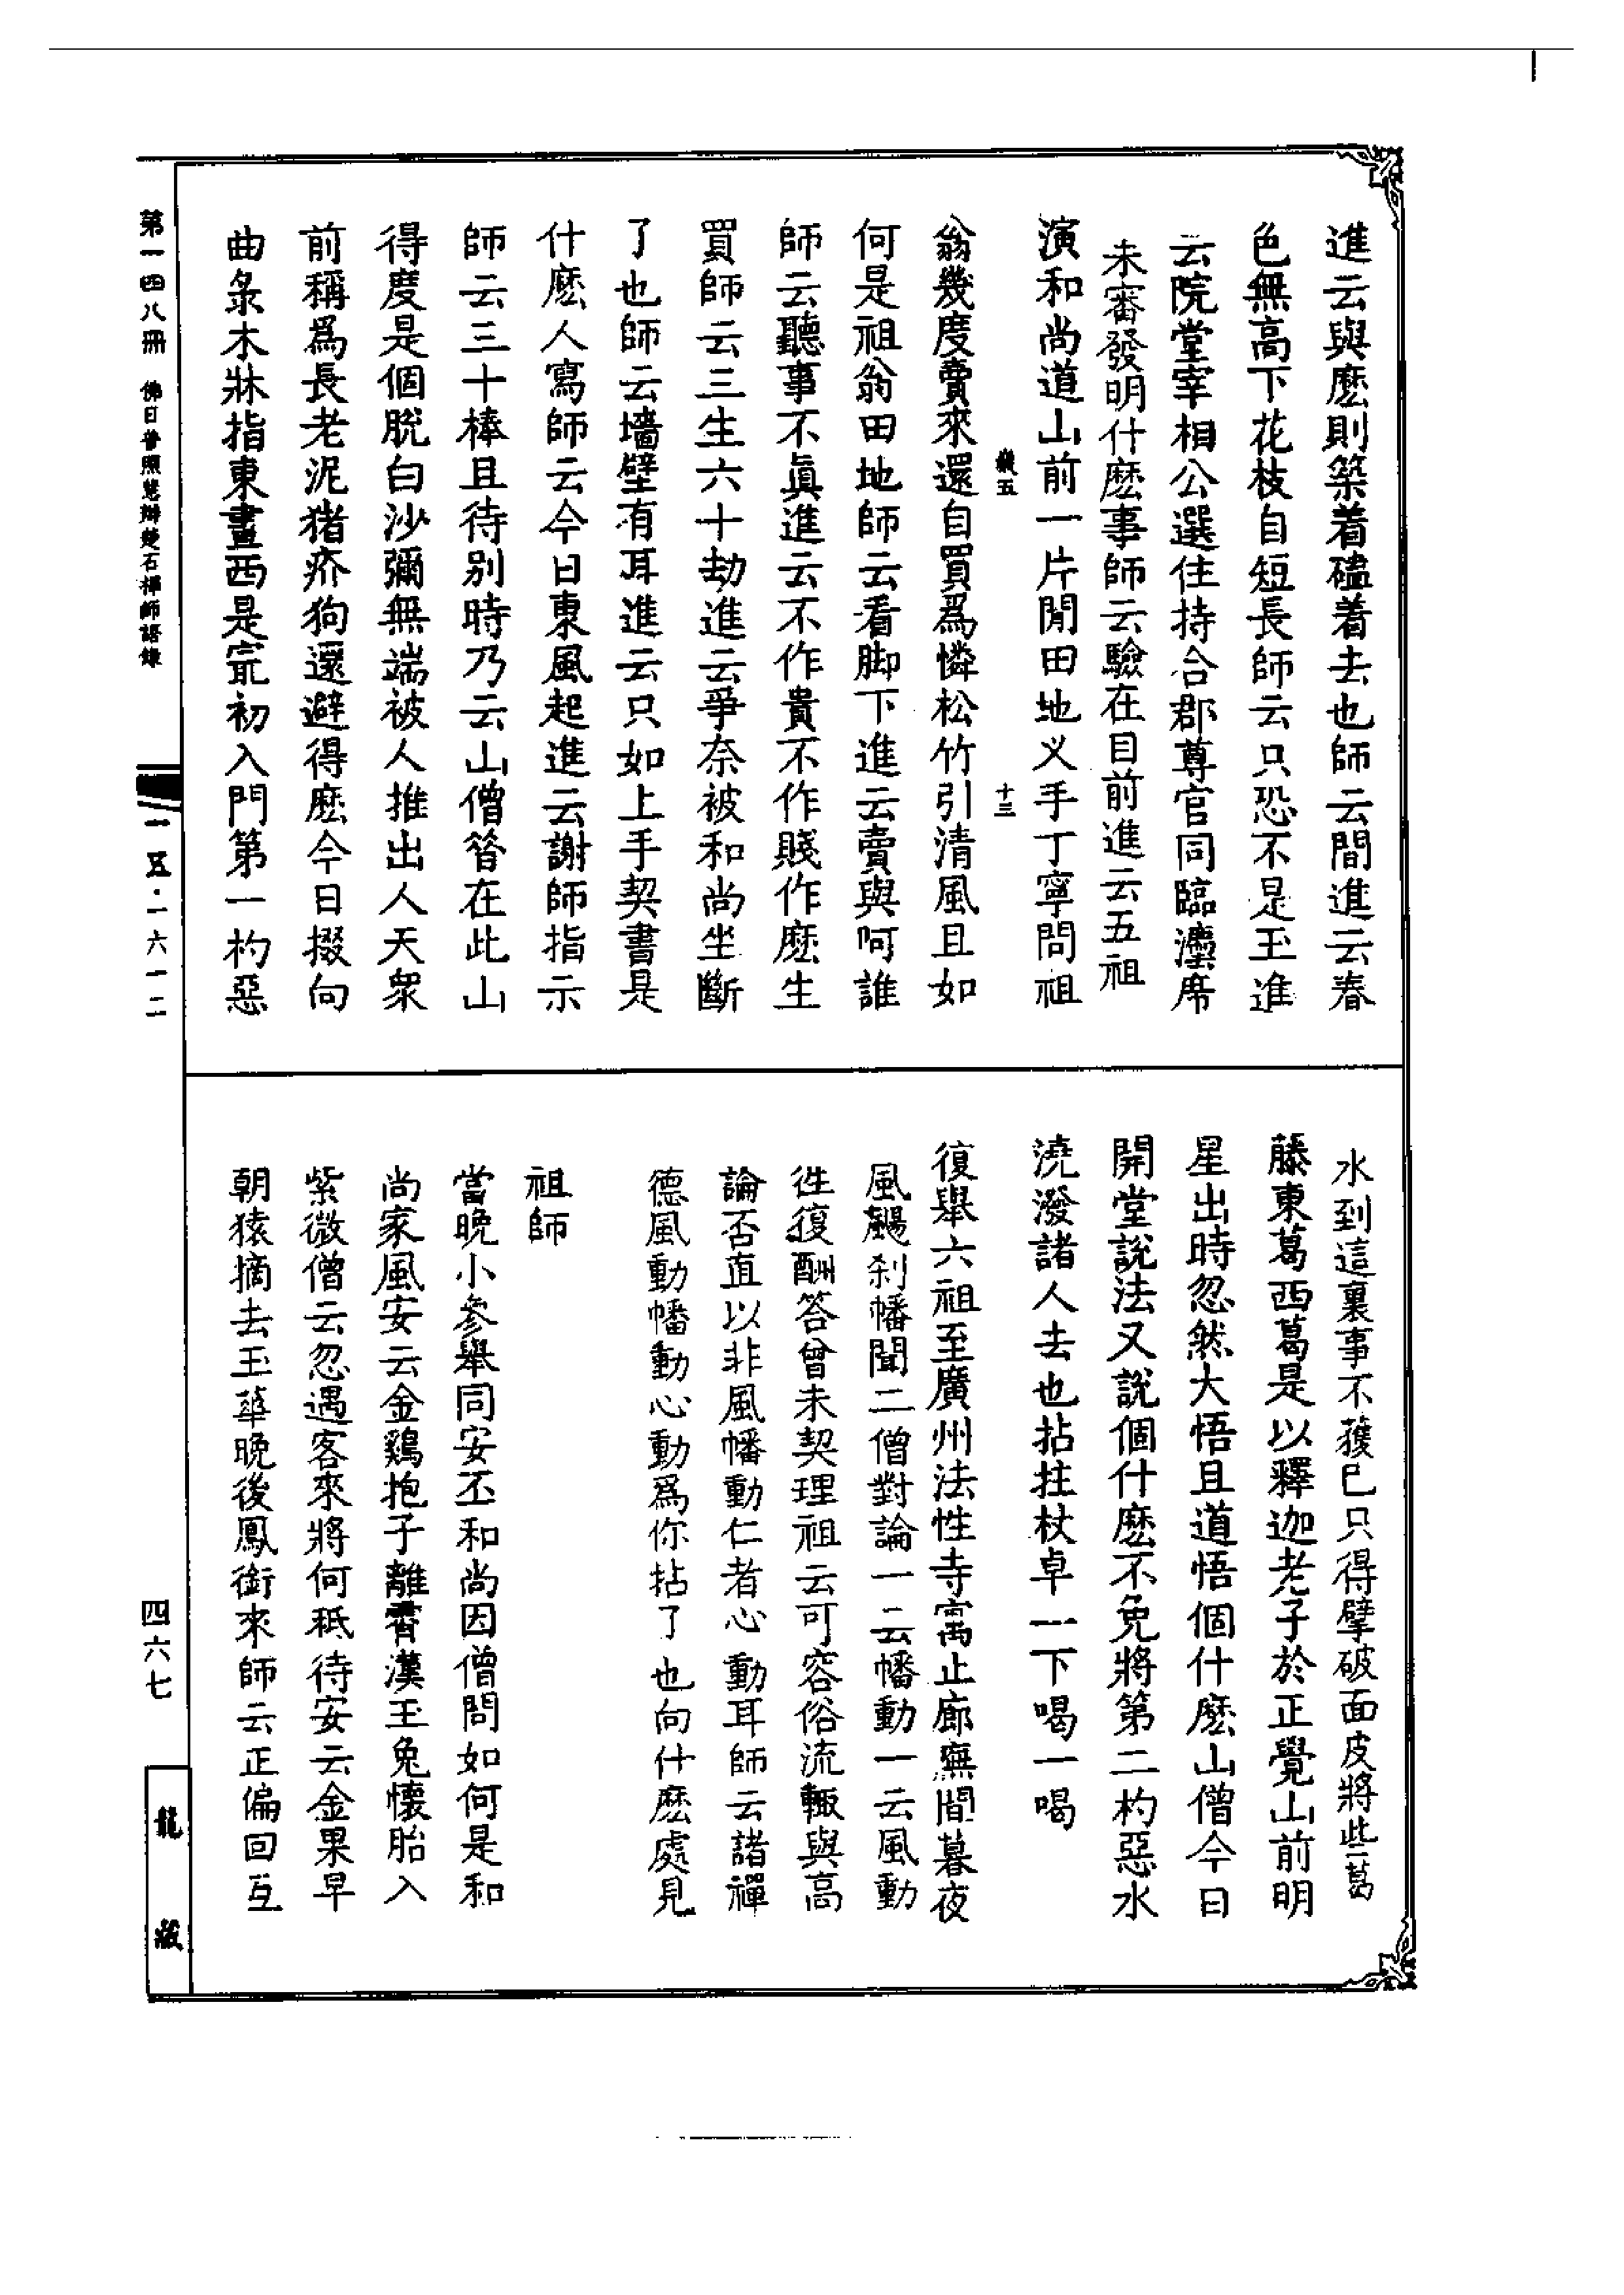 進云與麽則築着磕着去也師云間進云春
色無高下花枝自短長師云只恐不是玉進
云院堂宰相公選住持合郡尊官同臨灋席
未審發明什麽事師云驗在目前進云五祖
演和尚道山前一片閒田地义手丁寧問祖
嶽五
十三
翁幾度賣來還自買爲憐松竹引清風且如
何是祖翁田地師云看脚下進云賣與阿誰
師云聽事不眞進云不作貴不作賤作麽生
買師云三生六十劫進云爭奈被和尚坐斷
了也師云墻壁有耳進云只如上手契書是
什麽人寫師云今日東風起進云謝師指示
師云三十棒且待别時乃云山僧昝在此山
得度是個脱白沙彌無端被人推出人天衆
前稱爲長老泥猪疥狗還避得麽今日掇向
曲彔木牀指東畫西是㝡初入門第一杓惡
水到這裏事不獲已只得擘破面皮將些葛
藤東葛西葛是以釋迦老子於正覺山前明
星出時忽然大悟且道悟個什麽山僧今日
開堂說法又說個什麽不免將第二杓惡水
澆潑諸人去也拈拄杖卓一下喝一喝
復舉六祖至廣州法性寺寓止廊廡間暮夜
風颺刹幡聞二僧對論一云幡動一云風動
徃復酬答曾未契理祖云可容俗流輙與高
論否直以非風幡動仁者心動耳師云諸禪
德風動幡動心動爲你拈了也向什麽處見
祖師
當晚小參舉同安丕和尚因僧問如何是和
尚家風安云金鷄抱子離霄漢玉兔懷胎入
紫微僧云忽遇客來將何秪待安云金果早
朝猿摘去玉華晚後鳳銜來師云正偏回互
第一四八冊 佛日普照慧辯楚石禪師語錄
一五·一六一二
四六七
龍藏